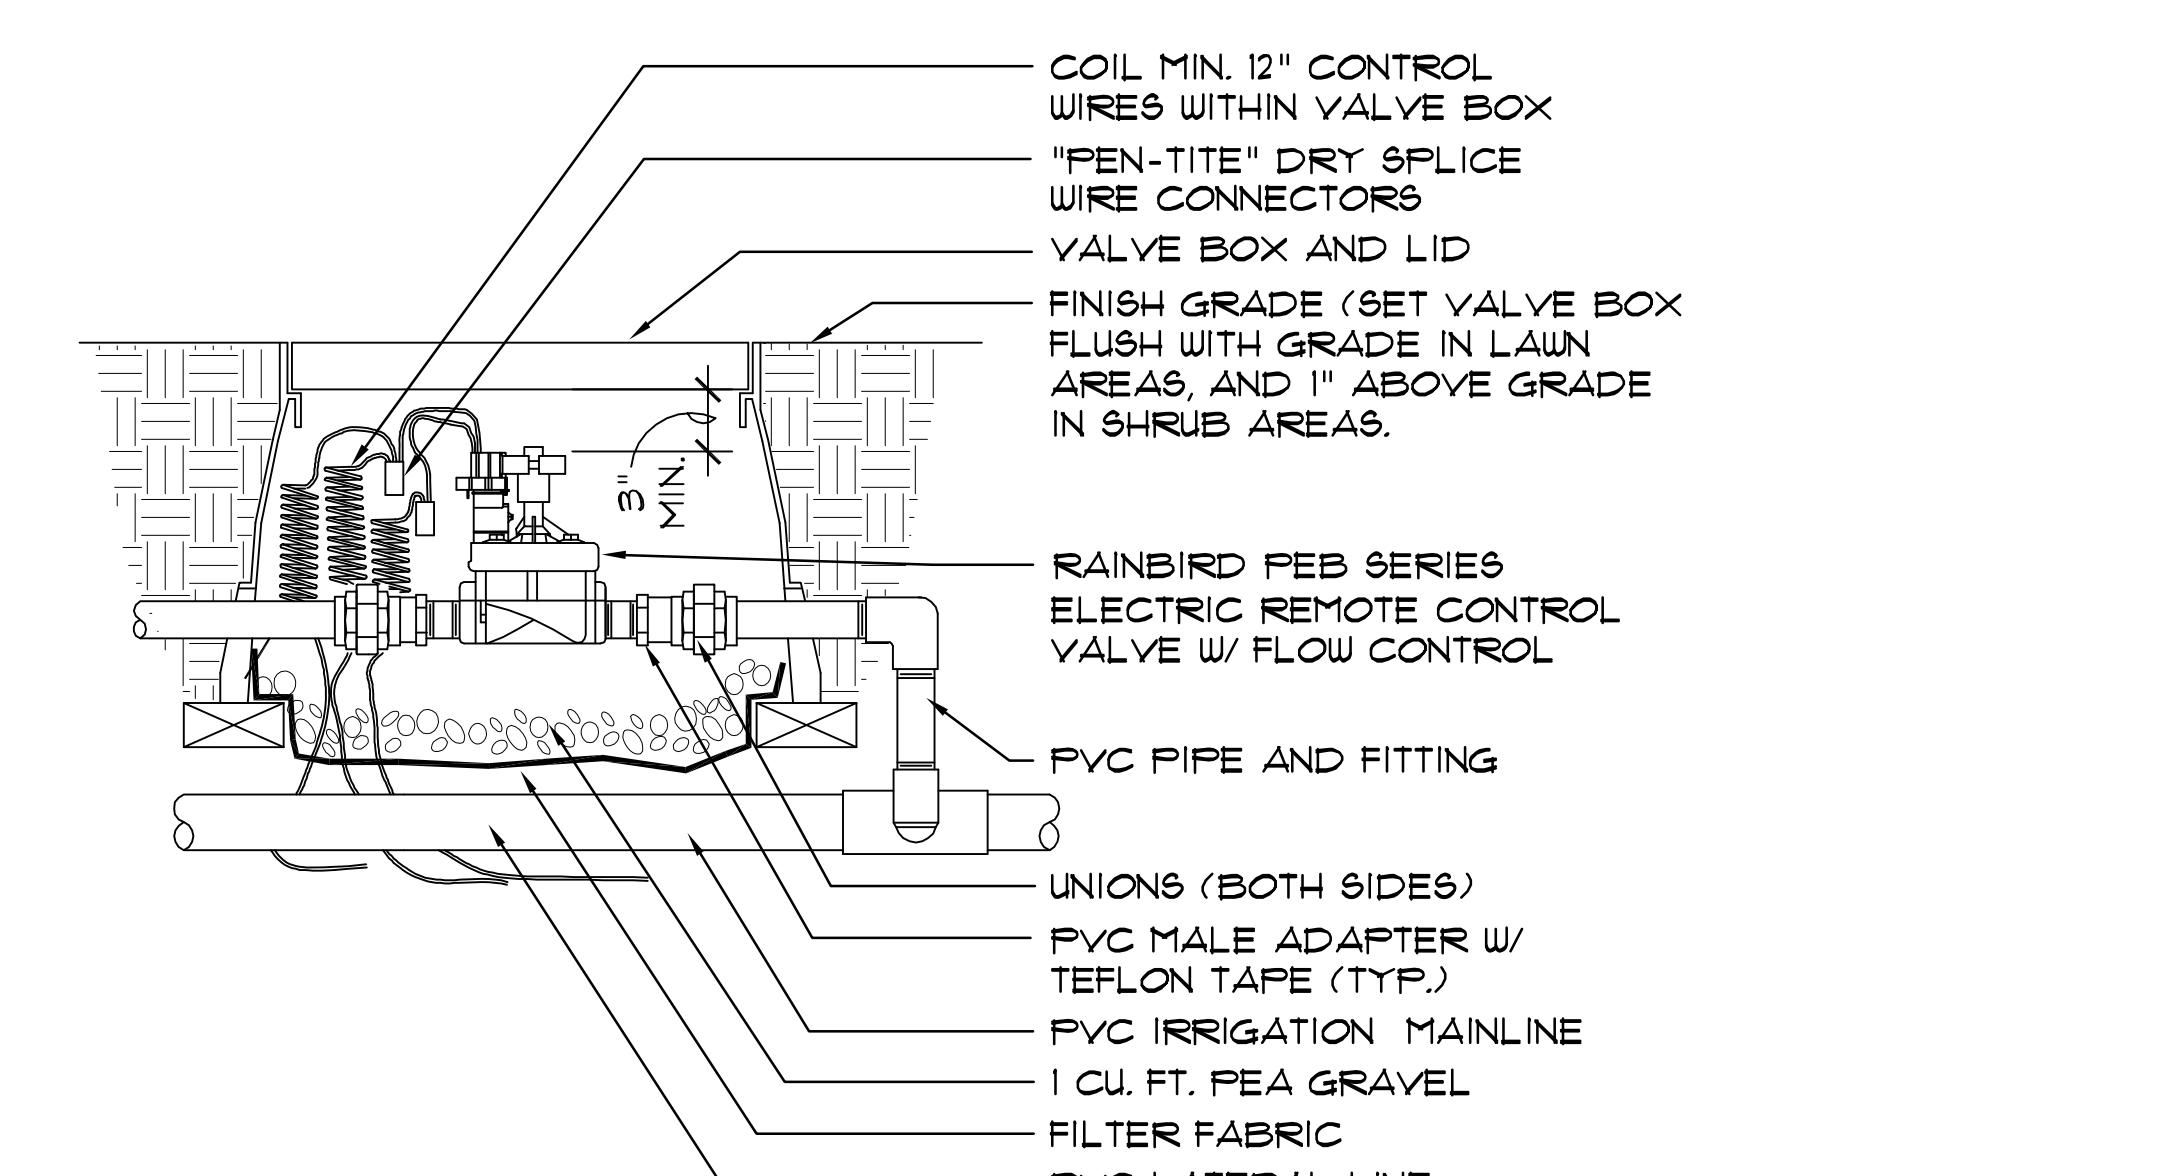 COIL MIN. 12" CONTROL
WIRES WITHIN VALVE BOX
"PEN-TITE" DRY SPLICE
WIRE CONNECTORS
VALVE BOX AND LID
FINISH GRADE (SET VALVE BOX
FLUSH WITH GRADE IN LAWN
AREAS, AND 1" ABOVE GRADE
IN SHRUB AREAS.
3"
MIN.
RAINBIRD PEB SERIES
ELECTRIC REMOTE CONTROL
VALVE W/ FLOW CONTROL
PVC PIPE AND FITTING
UNIONS (BOTH SIDES)
PVC MALE ADAPTER W/
TEFLON TAPE (TYP.)
PVC IRRIGATION MAINLINE
1 CU. FT. PEA GRAVEL
FILTER FABRIC